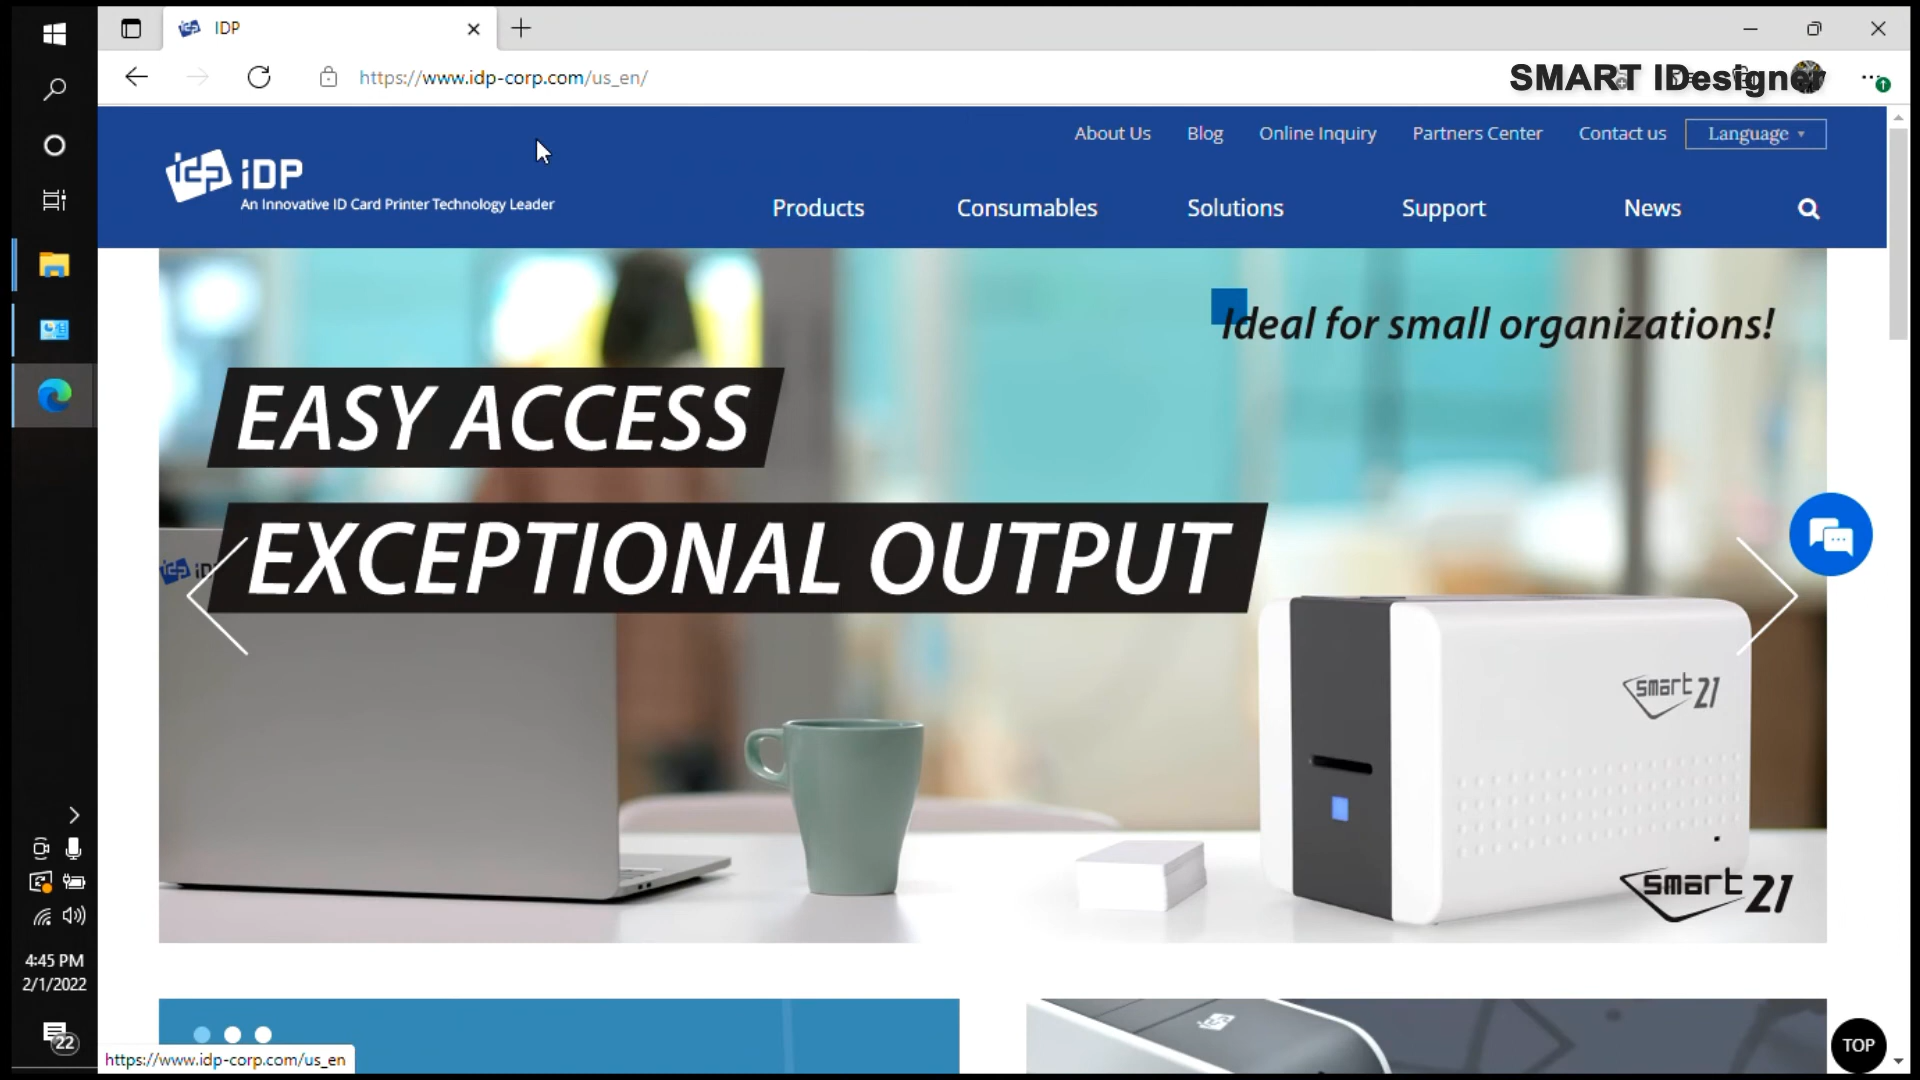 IDP
https://www.idp-corp.com/us_en/
SMART IDesigner
About Us
Blog
Online Inquiry
Partners Center
Contact us
Language
idp iDP
An Innovative ID Card Printer Technology Leader
Products
Consumables
Solutions
Support
News
Ideal for small organizations!
EASY ACCESS
EXCEPTIONAL OUTPUT
smart 21
smart 21
4:45 PM
2/1/2022
22
https://www.idp-corp.com/us_en
TOP